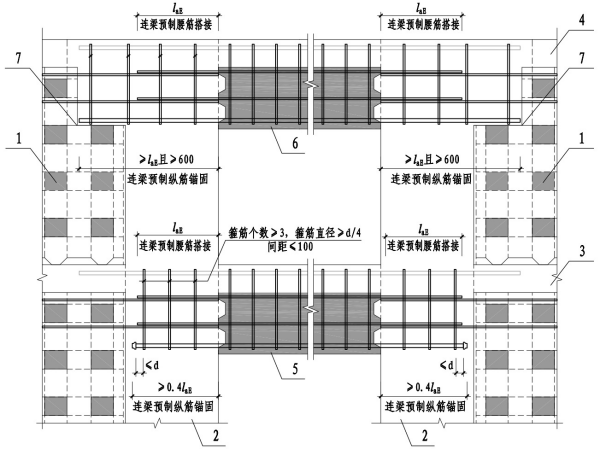 laE laE
连梁预制腰筋搭接 连梁预制腰筋搭接
4
7 7
6
1 1
≥laE且≥600 ≥laE且≥600
连梁预制纵筋锚固 连梁预制纵筋锚固
laE 箍筋个数≥3，箍筋直径≥d/4 laE
连梁预制腰筋搭接 间距≤100 连梁预制腰筋搭接
3
≤d 5 ≤d
≥0.4laE ≥0.4laE
连梁预制纵筋锚固 连梁预制纵筋锚固
2 2